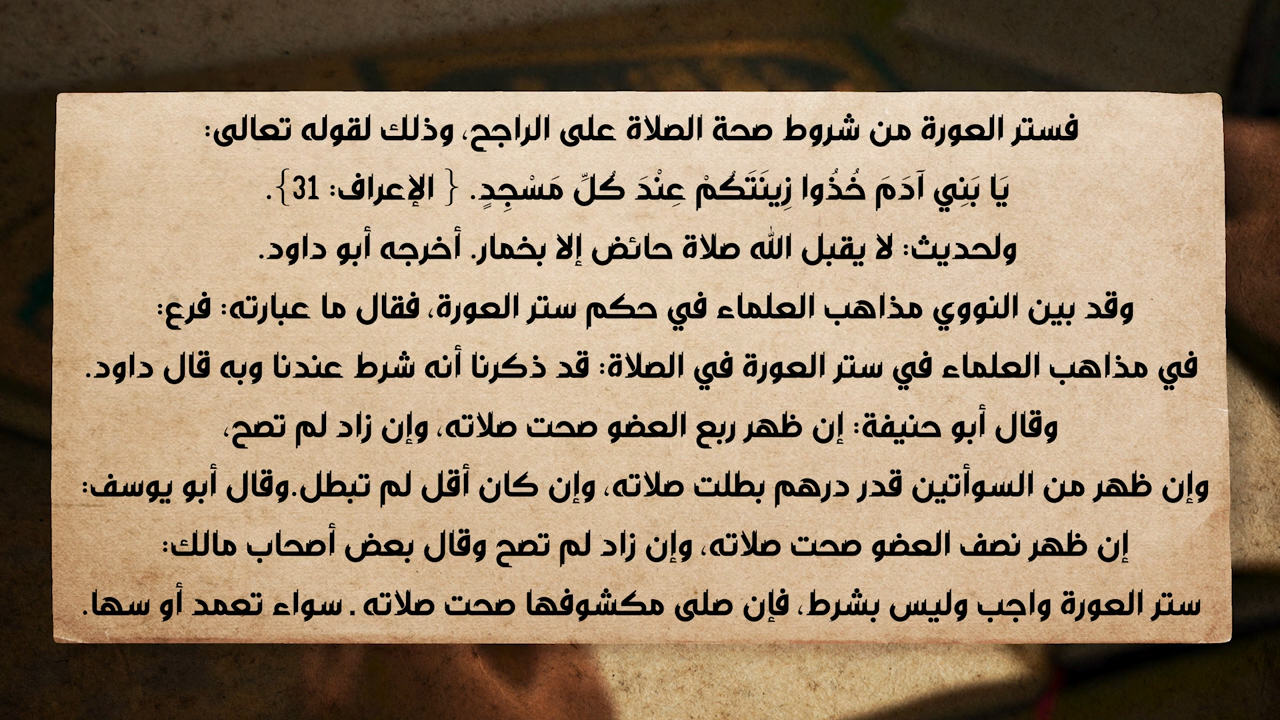 فستر العورة من شروط صحة الصلاة على الراجح، وذلك لقوله تعالى:
يَا بَنِي آدَمَ خُذُوا زِينَتَكُمْ عِنْدَ كُلِّ مَسْجِدٍ. { الإعراف: 31}.
ولحديث: لا يقبل الله صلاة حائض إلا بخمار. أخرجه أبو داود.
وقد بين النووي مذاهب العلماء في حكم ستر العورة، فقال ما عبارته: فرع:
في مذاهب العلماء في ستر العورة في الصلاة: قد ذكرنا أنه شرط عندنا وبه قال داود.
وقال أبو حنيفة: إن ظهر ربع العضو صحت صلاته، وإن زاد لم تصح،
وإن ظهر من السوأتين قدر درهم بطلت صلاته، وإن كان أقل لم تبطل.وقال أبو يوسف:
إن ظهر نصف العضو صحت صلاته، وإن زاد لم تصح وقال بعض أصحاب مالك:
ستر العورة واجب وليس بشرط، فإن صلى مكشوفها صحت صلاته . سواء تعمد أو سها.